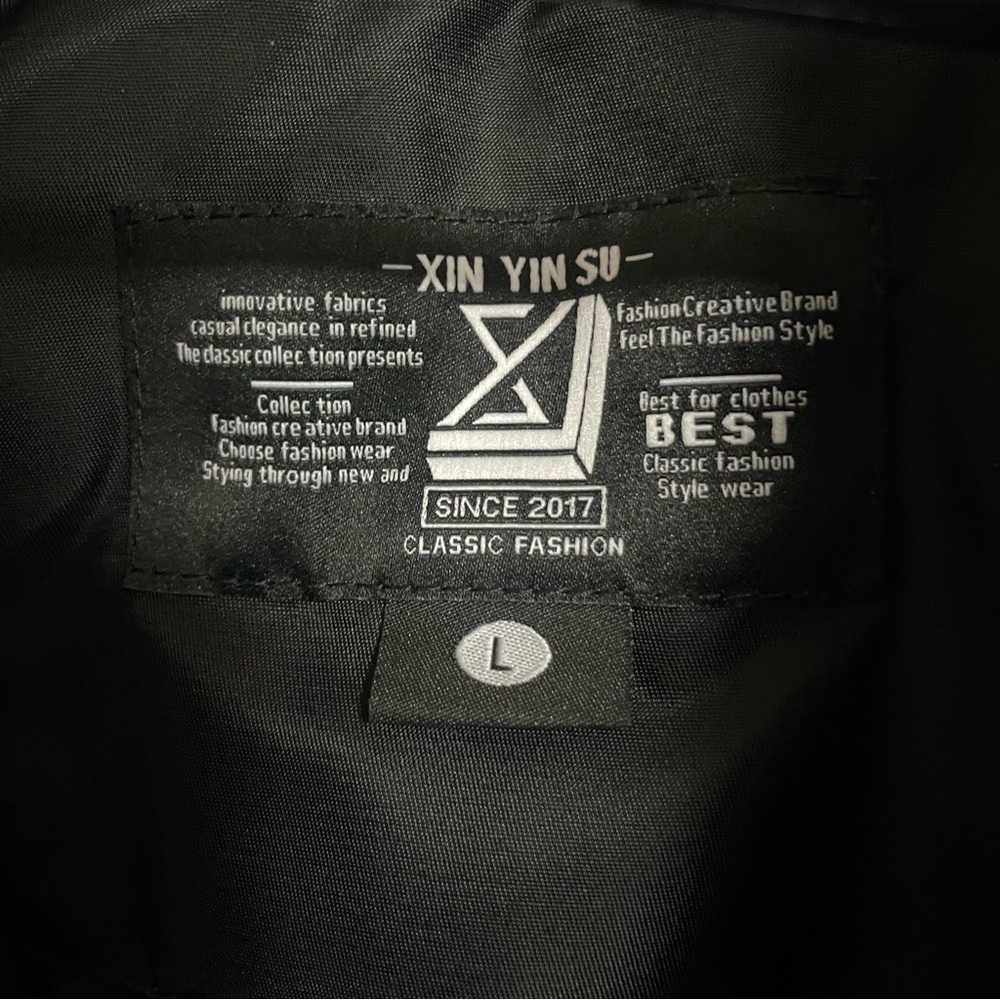 -XIN YIN SU-
innovative fabrics
casual clegance in refined
The classic collec tion presents
Collec tion
Fashion cre ative brand
Choose fashion wear
Stying through new and
Fashion Creative Brand
Feel The Fashion Style
Best for clothes
BEST
Classic fashion
Style wear
SINCE 2017
CLASSIC FASHION
L